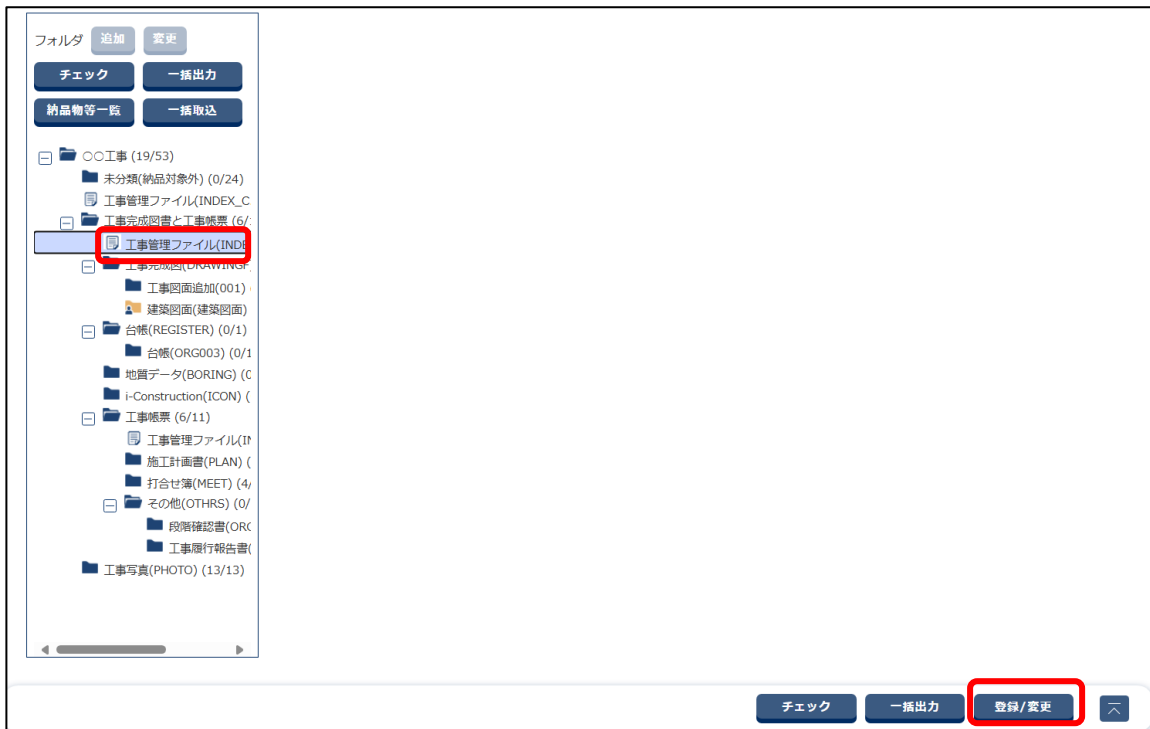 フォルダ 追加 変更
チェック 一括出力
納品物等一覧 一括取込
○○工事 (19/53)
未分類(納品対象外) (0/24)
工事管理ファイル(INDEX_C
工事完成図書と工事帳票 (6/
工事管理ファイル(INDE
工事完成図(DRAWINGF
工事図面追加(001)
建築図面(建築図面)
台帳(REGISTER) (0/1)
台帳(ORG003) (0/1
地質データ(BORING) (0
i-Construction(ICON) (
工事帳票 (6/11)
工事管理ファイル(IN
施工計画書(PLAN) (
打合せ簿(MEET) (4/
その他(OTHRS) (0/
段階確認書(ORG
工事履行報告書(
工事写真(PHOTO) (13/13)
チェック 一括出力 登録/変更